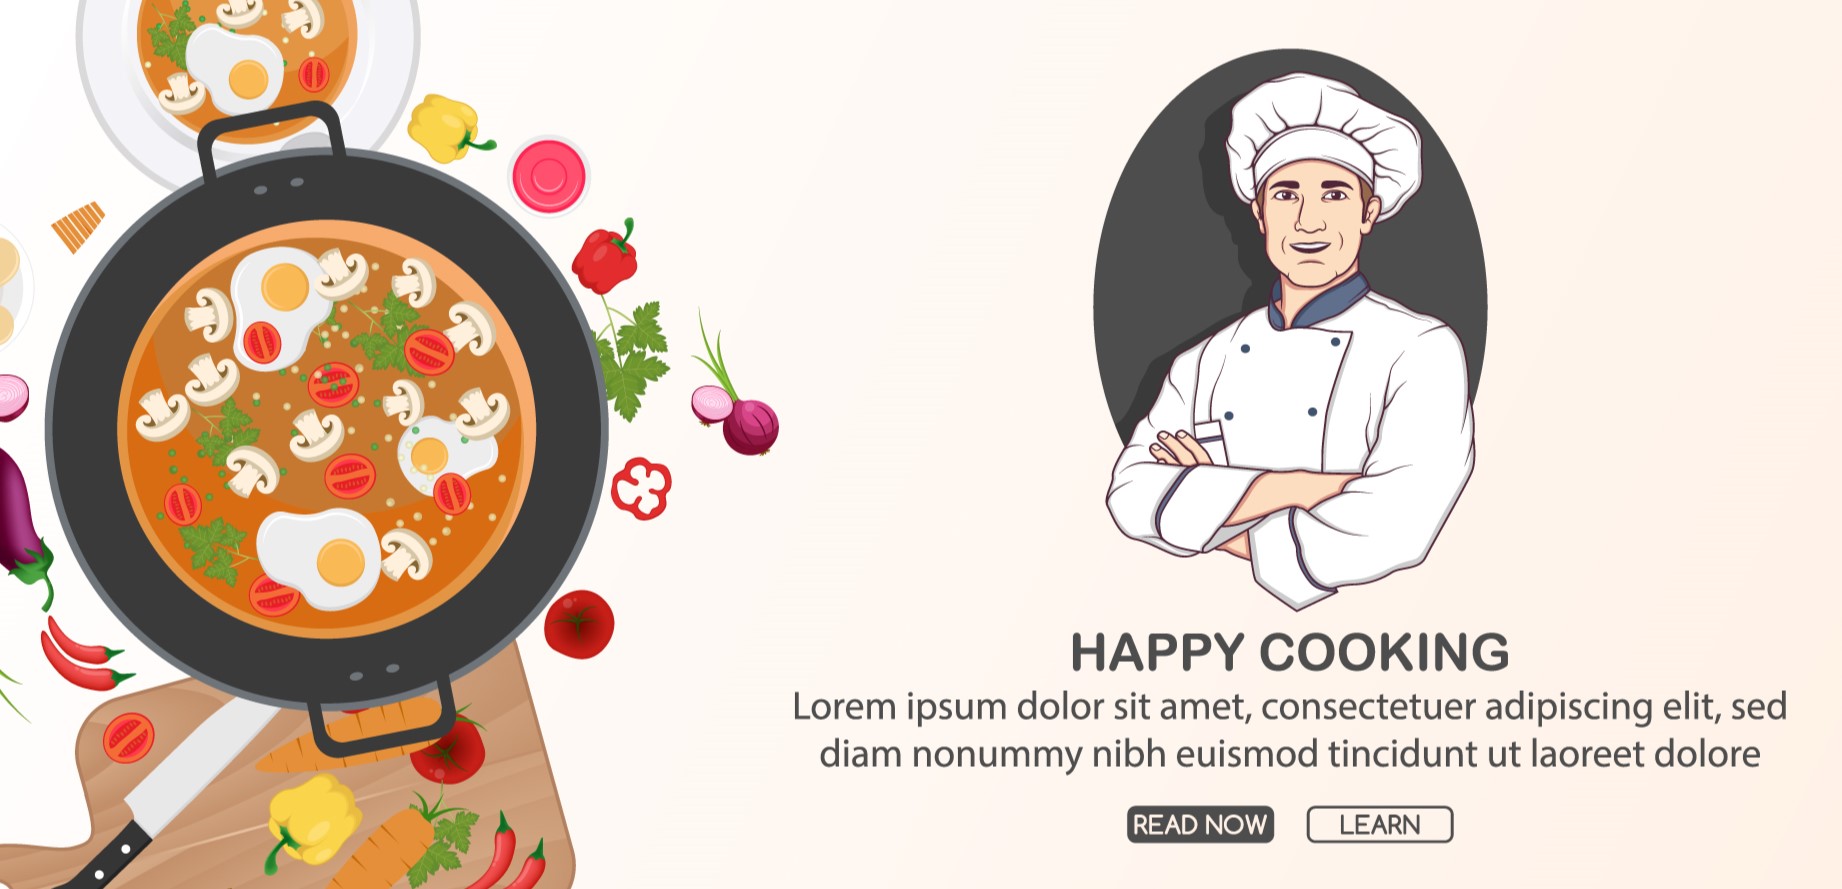 HAPPY COOKING
Lorem ipsum dolor sit amet, consectetuer adipiscing elit, sed
diam nonummy nibh euismod tincidunt ut laoreet dolore
READ NOW
LEARN